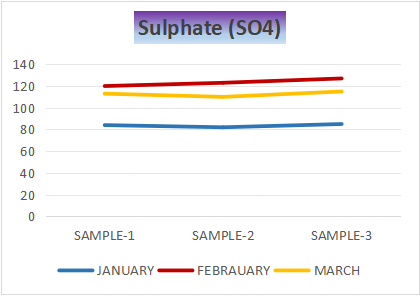 Sulphate (SO4)
140
120
100
80
60
40
20
0
SAMPLE-1 SAMPLE-2 SAMPLE-3
JANUARY FEBRAUARY MARCH